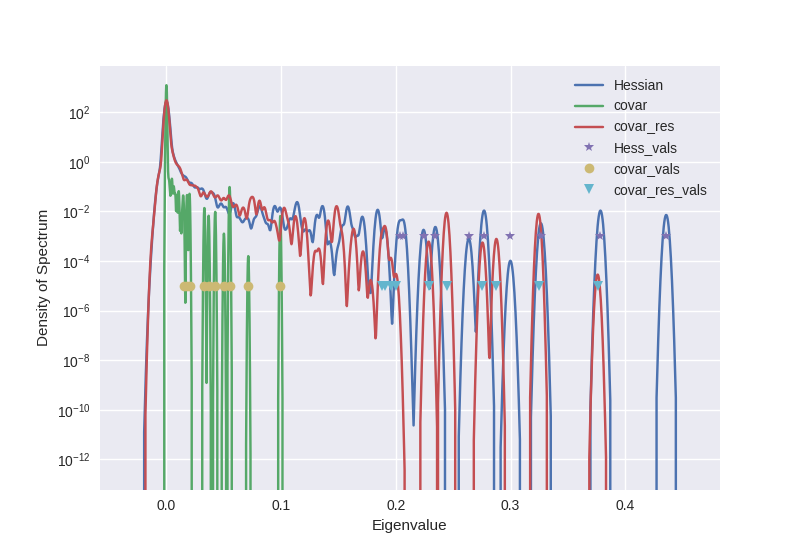 Hessian
covar
covar_res
Hess_vals
covar_vals
covar_res_vals
10^2
10^0
10^−2
10^−4
10^−6
10^−8
10^−10
10^−12
Density of Spectrum
0.0 0.1 0.2 0.3 0.4
Eigenvalue